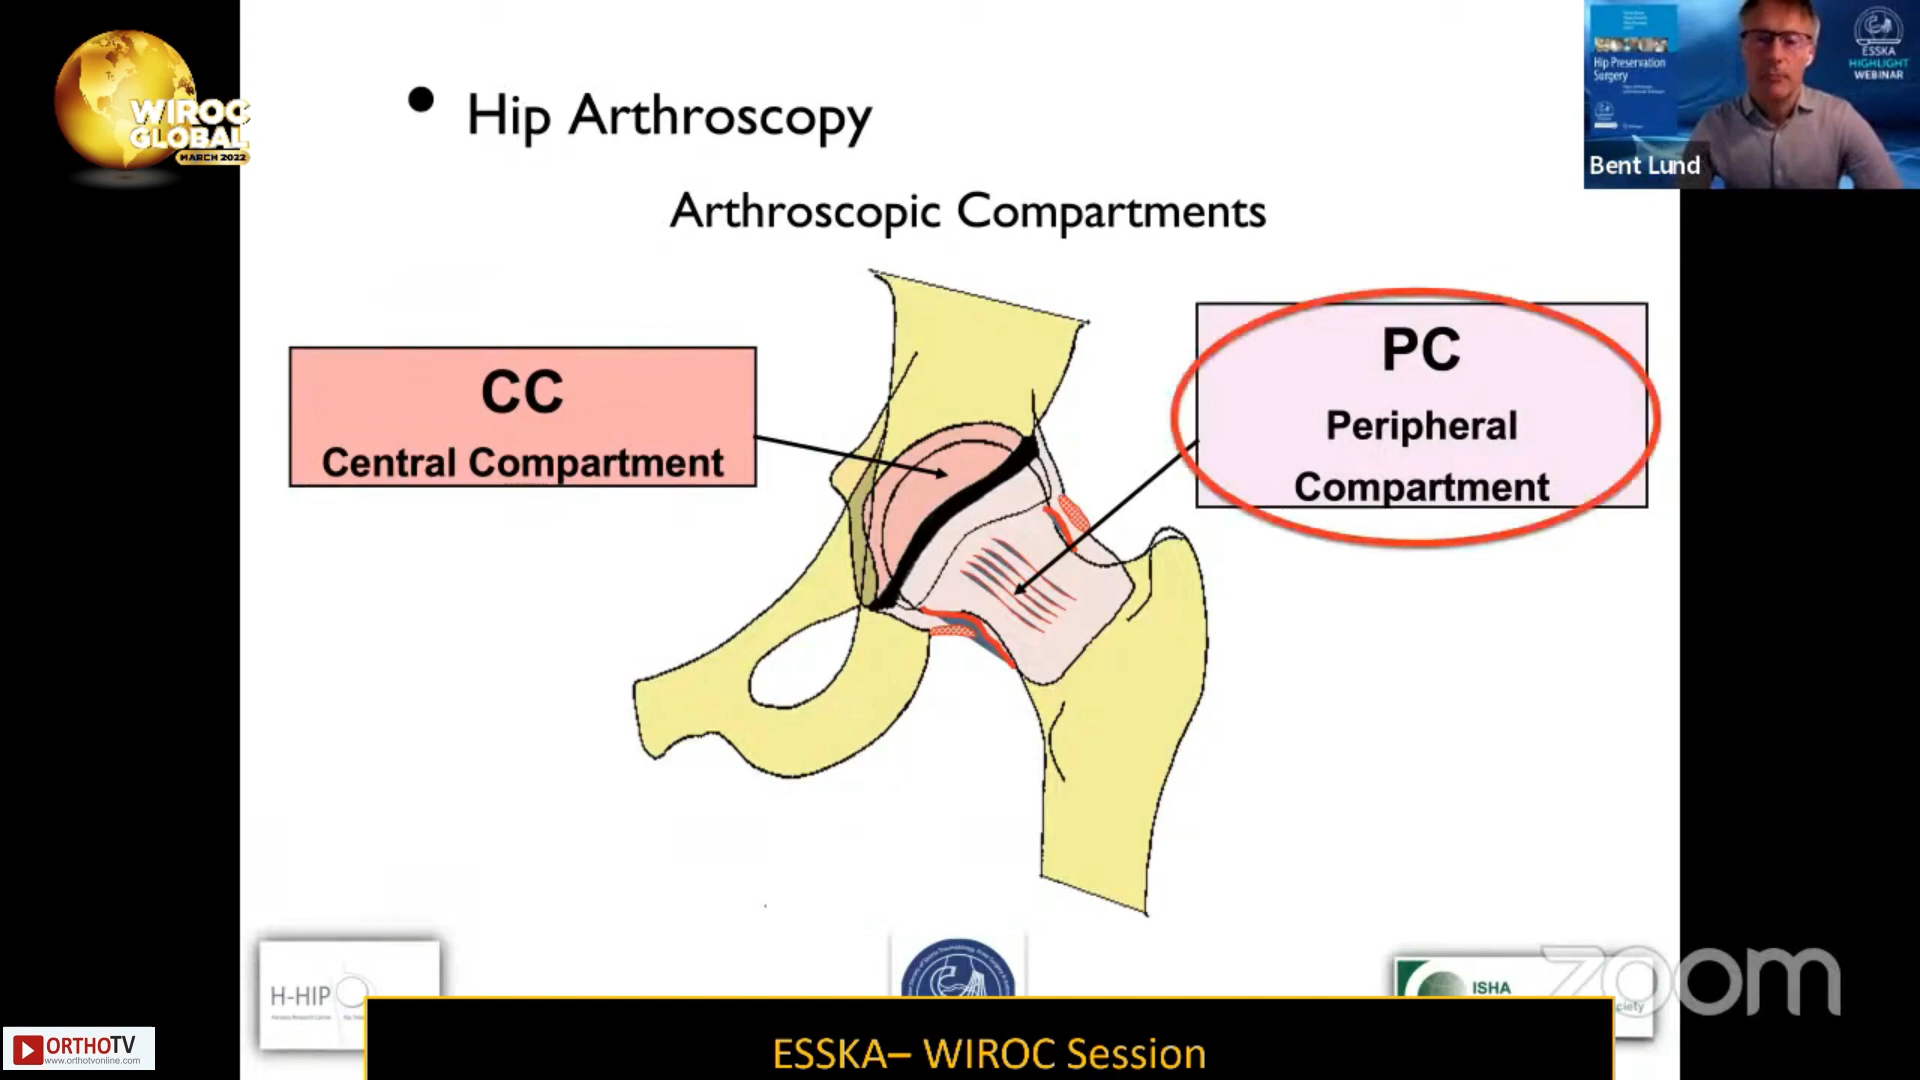 WIROC
GLOBAL
MARCH 2022
Hip Arthroscopy
Arthroscopic Compartments
CC
Central Compartment
PC
Peripheral
Compartment
Hip Preservation
Surgery
ESSKA
HIGHLIGHT
WEBINAR
Bent Lund
H-HIP
ISHA
zoom
ORTHOTV
www.orthotvonline.com
ESSKA– WIROC Session